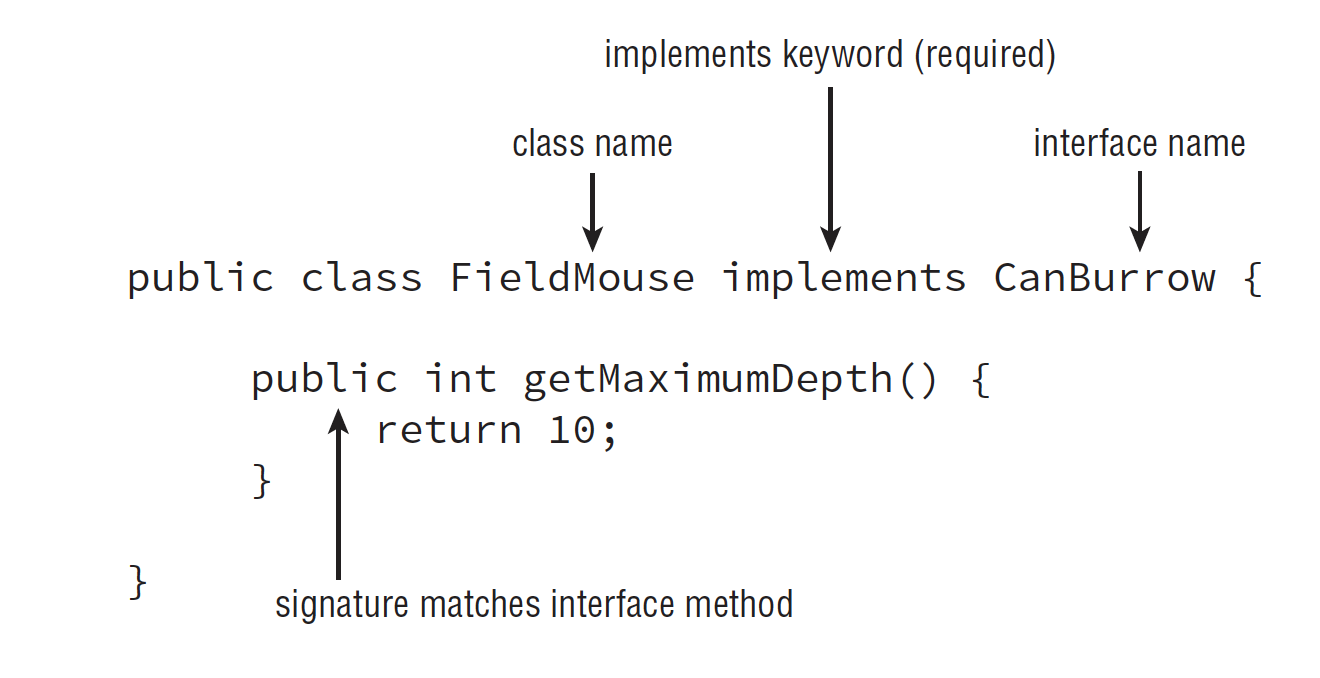 implements keyword (required)
class name
interface name
public class FieldMouse implements CanBurrow {
public int getMaximumDepth() {
return 10;
}
}
signature matches interface method